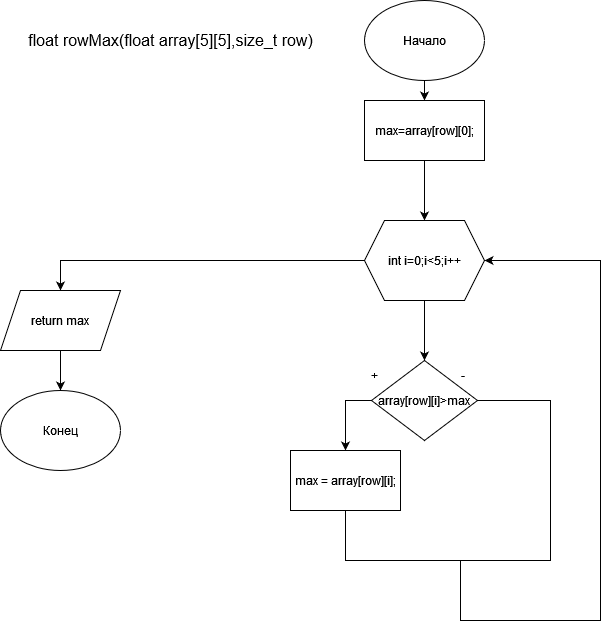 float rowMax(float array[5][5],size_t row)
Начало
max=array[row][0];
int i=0;i<5;i++
return max
+
-
array[row][i]>max
Конец
max = array[row][i];